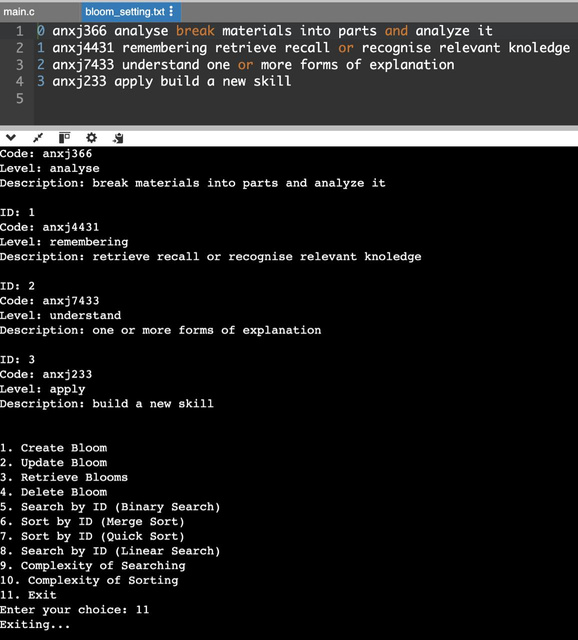 main.c bloom_setting.txt
1 0 anxj366 analyse break materials into parts and analyze it
2 1 anxj4431 remembering retrieve recall or recognise relevant knoledge
3 2 anxj7433 understand one or more forms of explanation
4 3 anxj233 apply build a new skill
5
Code: anxj366
Level: analyse
Description: break materials into parts and analyze it
ID: 1
Code: anxj4431
Level: remembering
Description: retrieve recall or recognise relevant knoledge
ID: 2
Code: anxj7433
Level: understand
Description: one or more forms of explanation
ID: 3
Code: anxj233
Level: apply
Description: build a new skill
1. Create Bloom
2. Update Bloom
3. Retrieve Blooms
4. Delete Bloom
5. Search by ID (Binary Search)
6. Sort by ID (Merge Sort)
7. Sort by ID (Quick Sort)
8. Search by ID (Linear Search)
9. Complexity of Searching
10. Complexity of Sorting
11. Exit
Enter your choice: 11
Exiting...